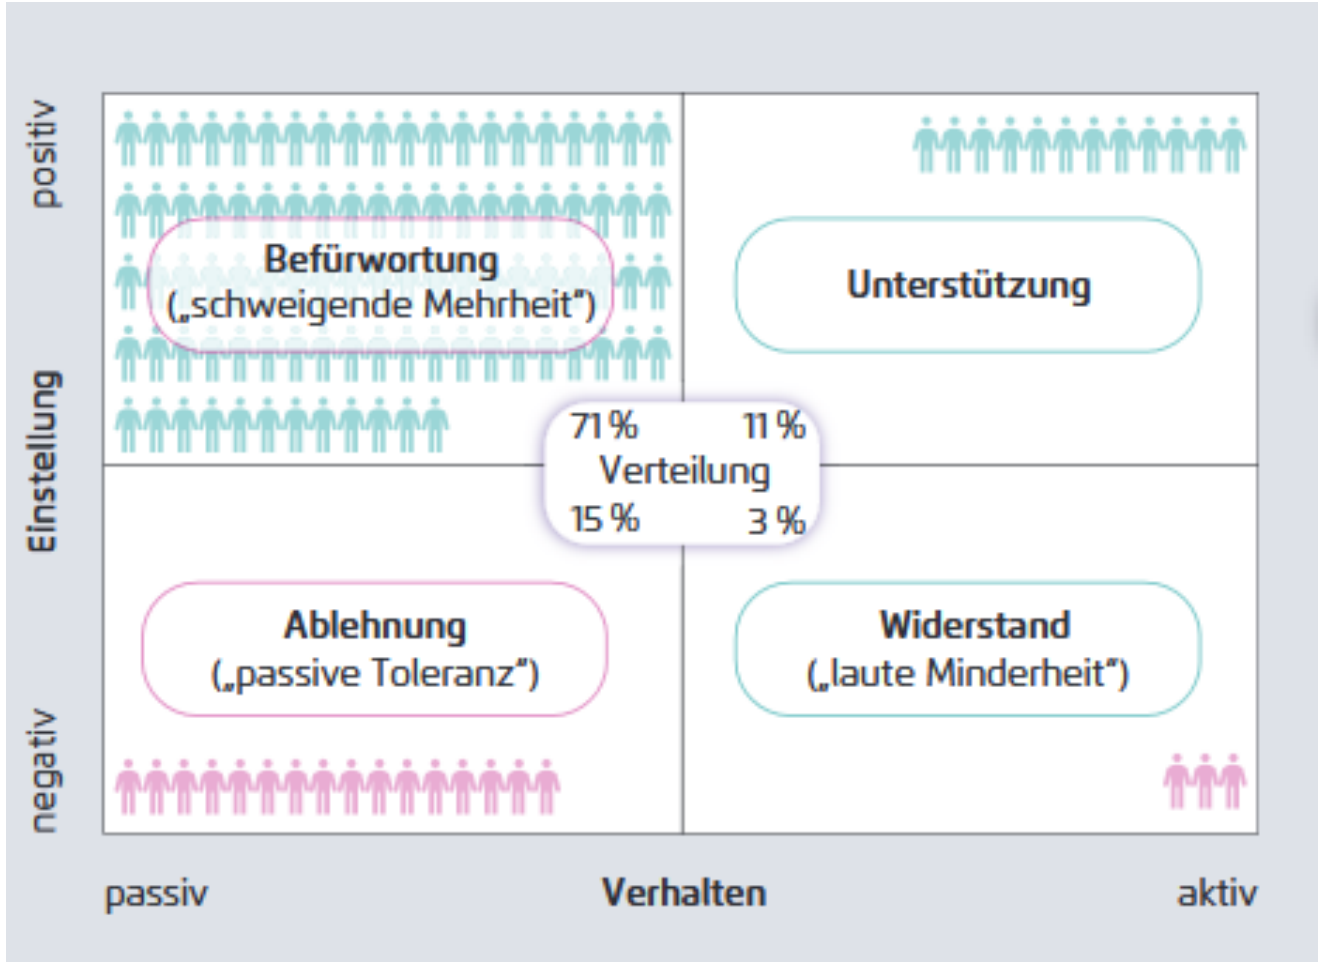 positiv
Einstellung
negativ
Befürwortung
(„schweigende Mehrheit“)
Unterstützung
71 %
11 %
Verteilung
15 %
3 %
Ablehnung
(„passive Toleranz“)
Widerstand
(„laute Minderheit“)
passiv
Verhalten
aktiv